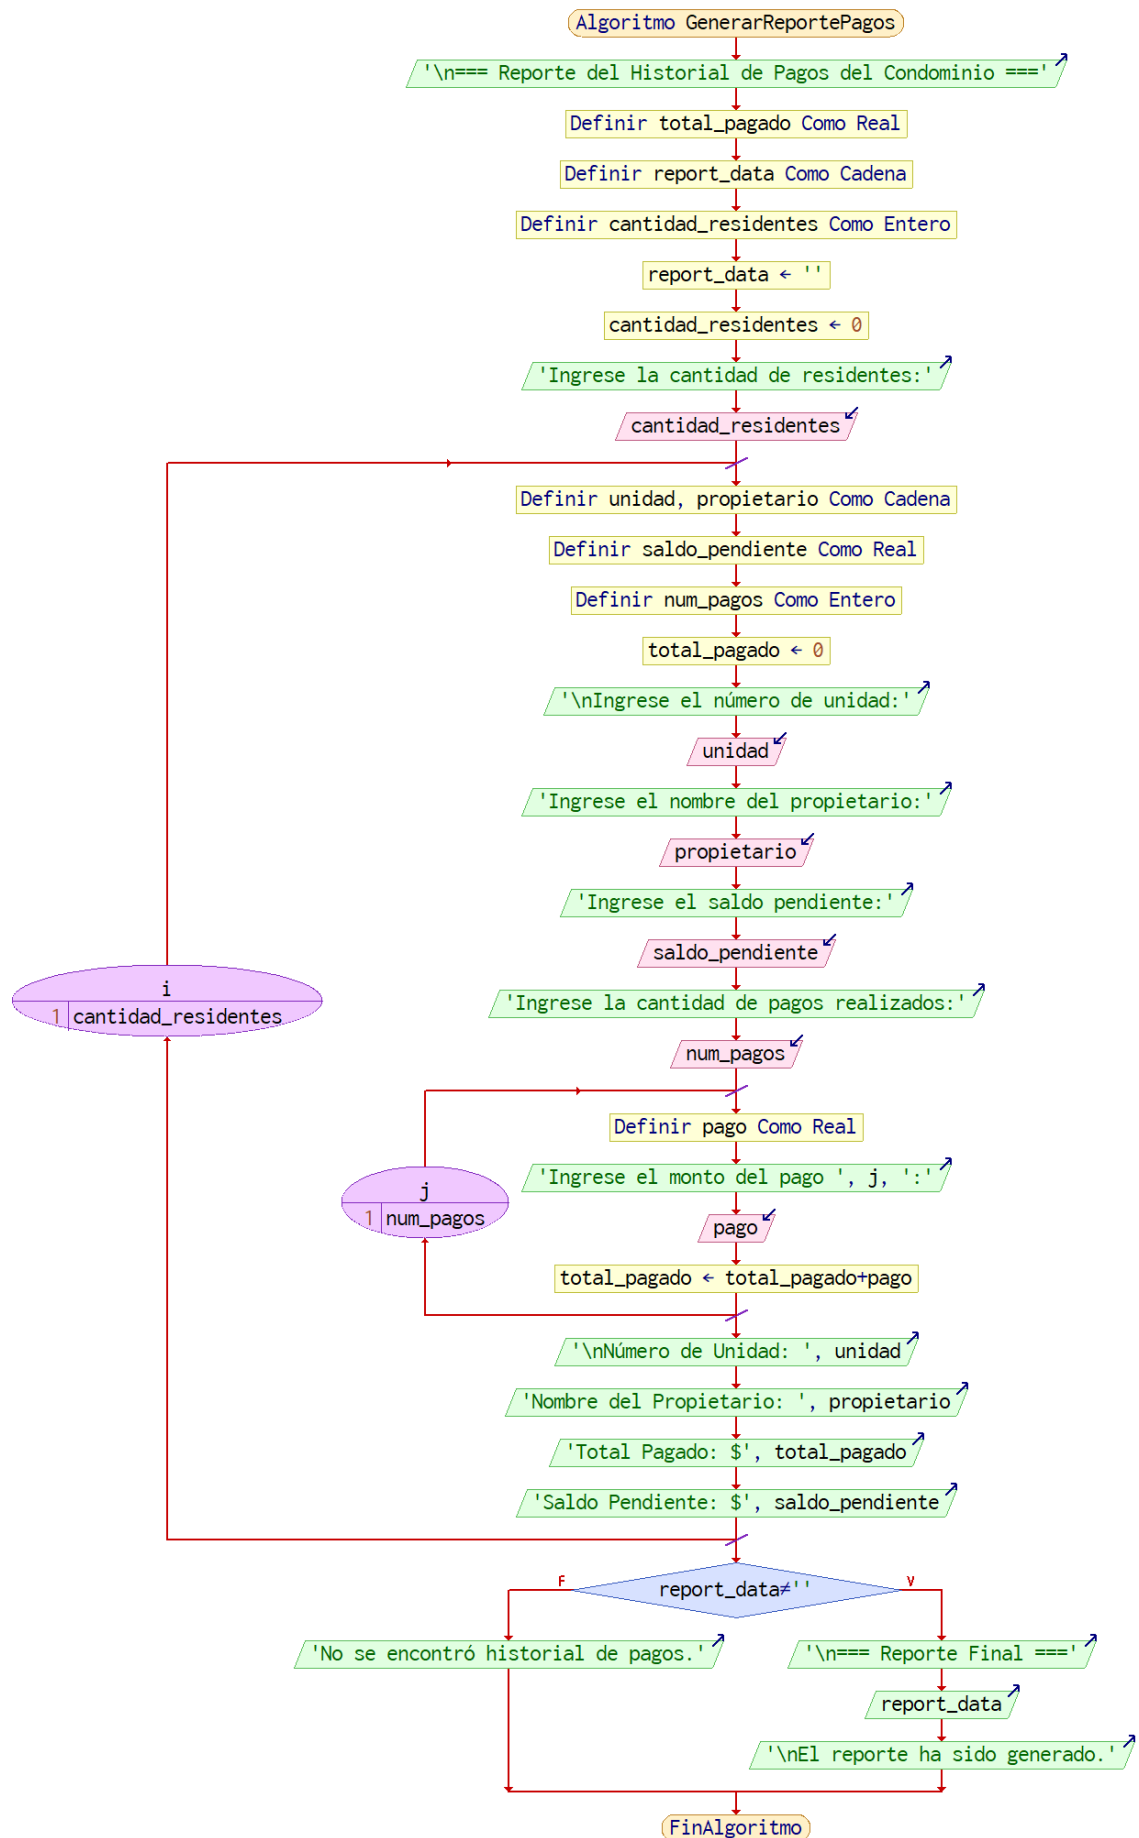 Algoritmo GenerarReportePagos
'\n=== Reporte del Historial de Pagos del Condominio ==='
Definir total_pagado Como Real
Definir report_data Como Cadena
Definir cantidad_residentes Como Entero
report_data ← ''
cantidad_residentes ← 0
'Ingrese la cantidad de residentes:'
cantidad_residentes
Definir unidad, propietario Como Cadena
Definir saldo_pendiente Como Real
Definir num_pagos Como Entero
total_pagado ← 0
'\nIngrese el número de unidad:'
unidad
'Ingrese el nombre del propietario:'
propietario
'Ingrese el saldo pendiente:'
saldo_pendiente
i
1 cantidad_residentes
'Ingrese la cantidad de pagos realizados:'
num_pagos
Definir pago Como Real
'Ingrese el monto del pago ', j, ':'
j
1 num_pagos
pago
total_pagado ← total_pagado+pago
'\nNúmero de Unidad: ', unidad
'Nombre del Propietario: ', propietario
'Total Pagado: $', total_pagado
'Saldo Pendiente: $', saldo_pendiente
F
V
report_data≠''
'No se encontró historial de pagos.'
'\n=== Reporte Final ==='
report_data
'\nEl reporte ha sido generado.'
FinAlgoritmo